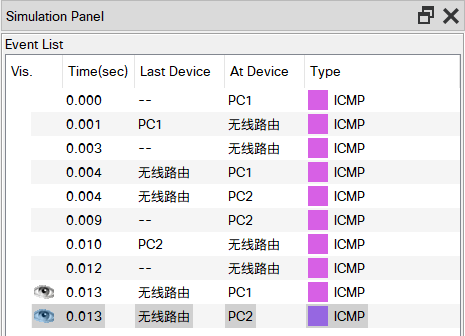 Simulation Panel
Event List
Vis. Time(sec) Last Device At Device Type
0.000 -- PC1 ICMP
0.001 PC1 无线路由 ICMP
0.003 -- 无线路由 ICMP
0.004 无线路由 PC1 ICMP
0.004 无线路由 PC2 ICMP
0.009 -- PC2 ICMP
0.010 PC2 无线路由 ICMP
0.012 -- 无线路由 ICMP
0.013 无线路由 PC1 ICMP
0.013 无线路由 PC2 ICMP